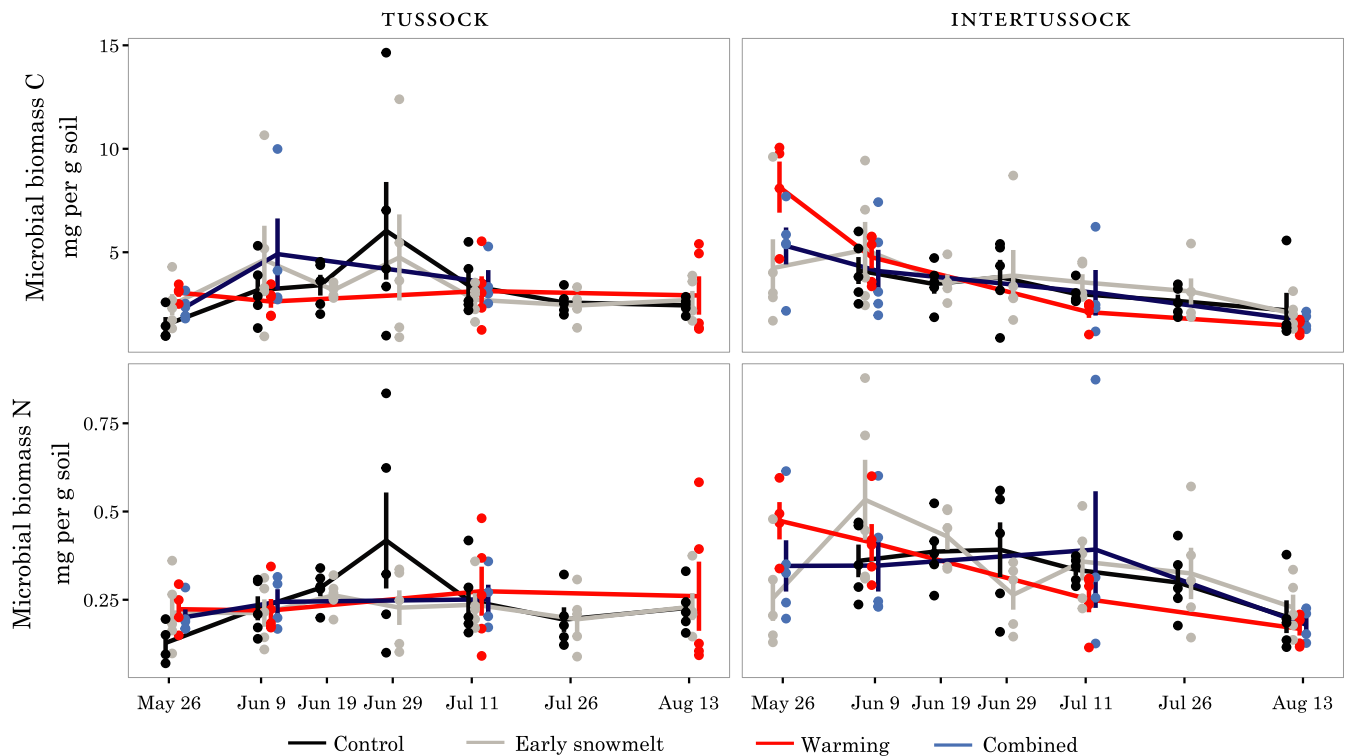 TUSSOCK INTERTUSSOCK
Microbial biomass C
mg per g soil
15
10
5
Microbial biomass N
mg per g soil
0.75
0.5
0.25
May 26 Jun 9 Jun 19 Jun 29 Jul 11 Jul 26 Aug 13 May 26 Jun 9 Jun 19 Jun 29 Jul 11 Jul 26 Aug 13
Control Early snowmelt Warming Combined